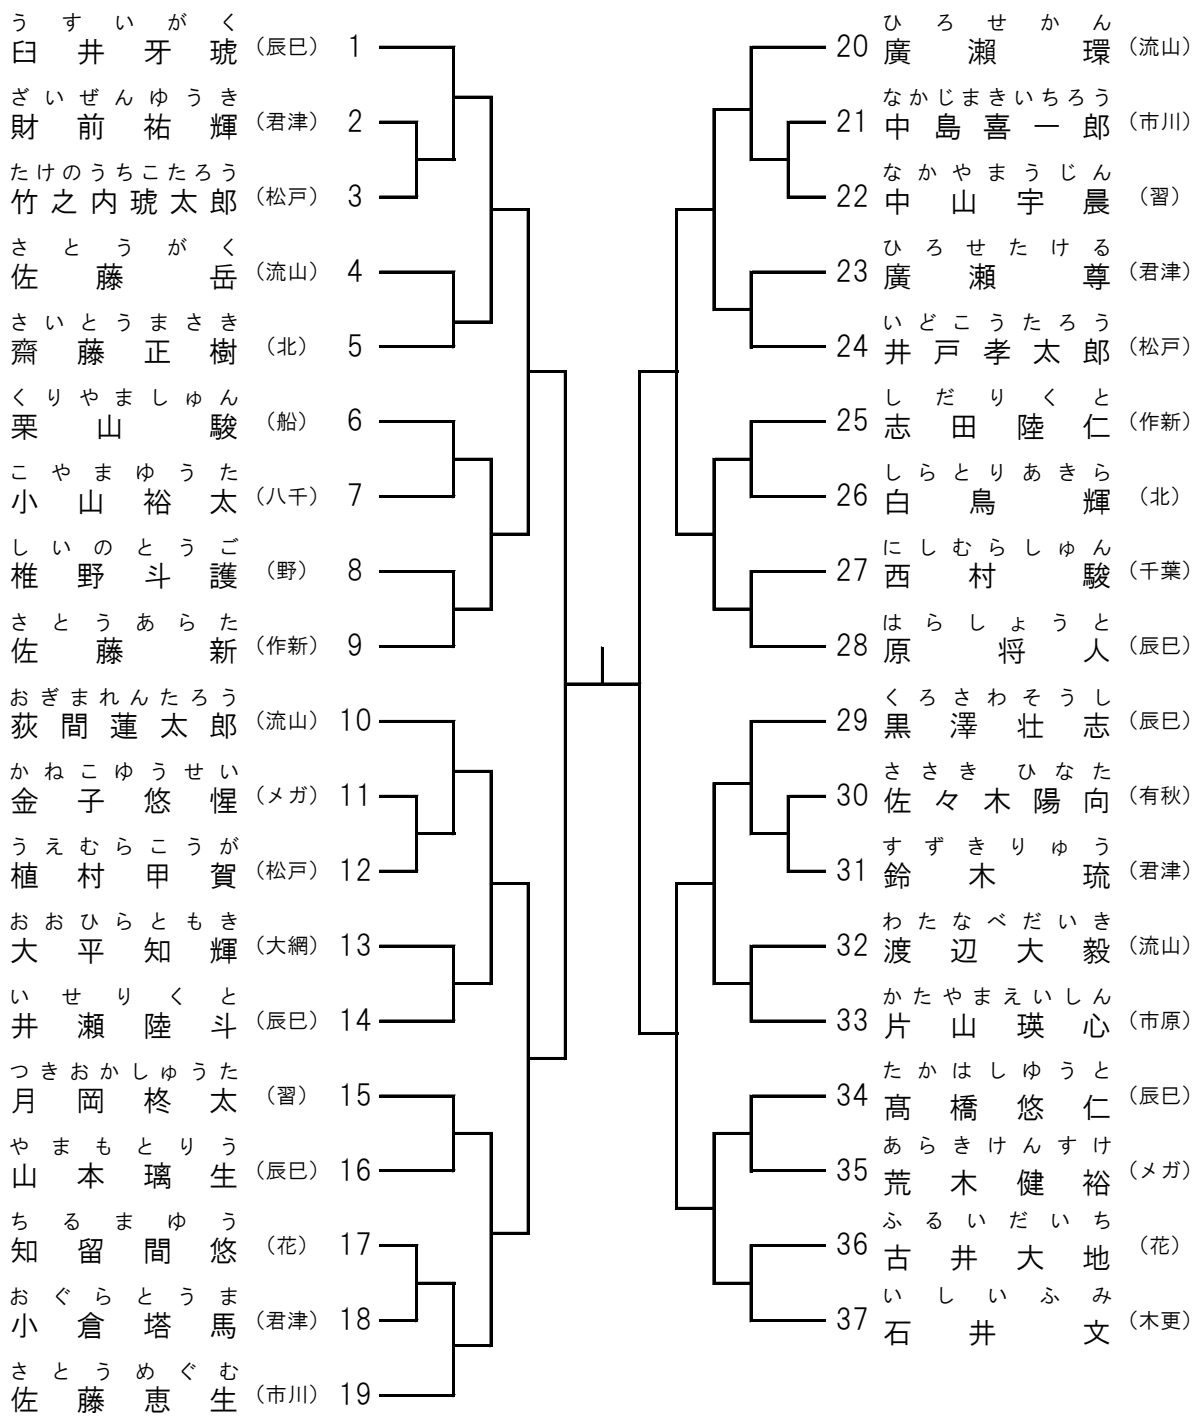 うすいがく
臼井牙琥 （辰巳） 1
ざいぜんゆうき
財前祐輝 （君津） 2
たけのうちこたろう
竹之内琥太郎 （松戸） 3
さとうがく
佐藤岳 （流山） 4
さいとうまさき
齋藤正樹 （北） 5
くりやましゅん
栗山駿 （船） 6
こやまゆうた
小山裕太 （八千） 7
しいのとうご
椎野斗護 （野） 8
さとうあらた
佐藤新 （作新） 9
おぎまれんたろう
荻間蓮太郎 （流山） 10
かねこゆうせい
金子悠惺 （メガ） 11
うえむらこうが
植村甲賀 （松戸） 12
おおひらともき
大平知輝 （大網） 13
いせりくと
井瀬陸斗 （辰巳） 14
つきおかしゅうた
月岡柊太 （習） 15
やまもとりう
山本璃生 （辰巳） 16
ちるまゆう
知留間悠 （花） 17
おぐらとうま
小倉塔馬 （君津） 18
さとうめぐむ
佐藤恵生 （市川） 19
ひろせかん
20 廣瀬環 （流山）
なかじまきいちろう
21 中島喜一郎 （市川）
なかやまうじん
22 中山宇晨 （習）
ひろせたける
23 廣瀬尊 （君津）
いどこうたろう
24 井戸孝太郎 （松戸）
しだりくと
25 志田陸仁 （作新）
しらとりあきら
26 白鳥輝 （北）
にしむらしゅん
27 西村駿 （千葉）
はらしょうと
28 原将人 （辰巳）
くろさわそうし
29 黒澤壮志 （辰巳）
ささき ひなた
30 佐々木陽向 （有秋）
すずきりゅう
31 鈴木琉 （君津）
わたなべだいき
32 渡辺大毅 （流山）
かたやまえいしん
33 片山瑛心 （市原）
たかはしゆうと
34 髙橋悠仁 （辰巳）
あらきけんすけ
35 荒木健裕 （メガ）
ふるいだいち
36 古井大地 （花）
いしいふみ
37 石井文 （木更）